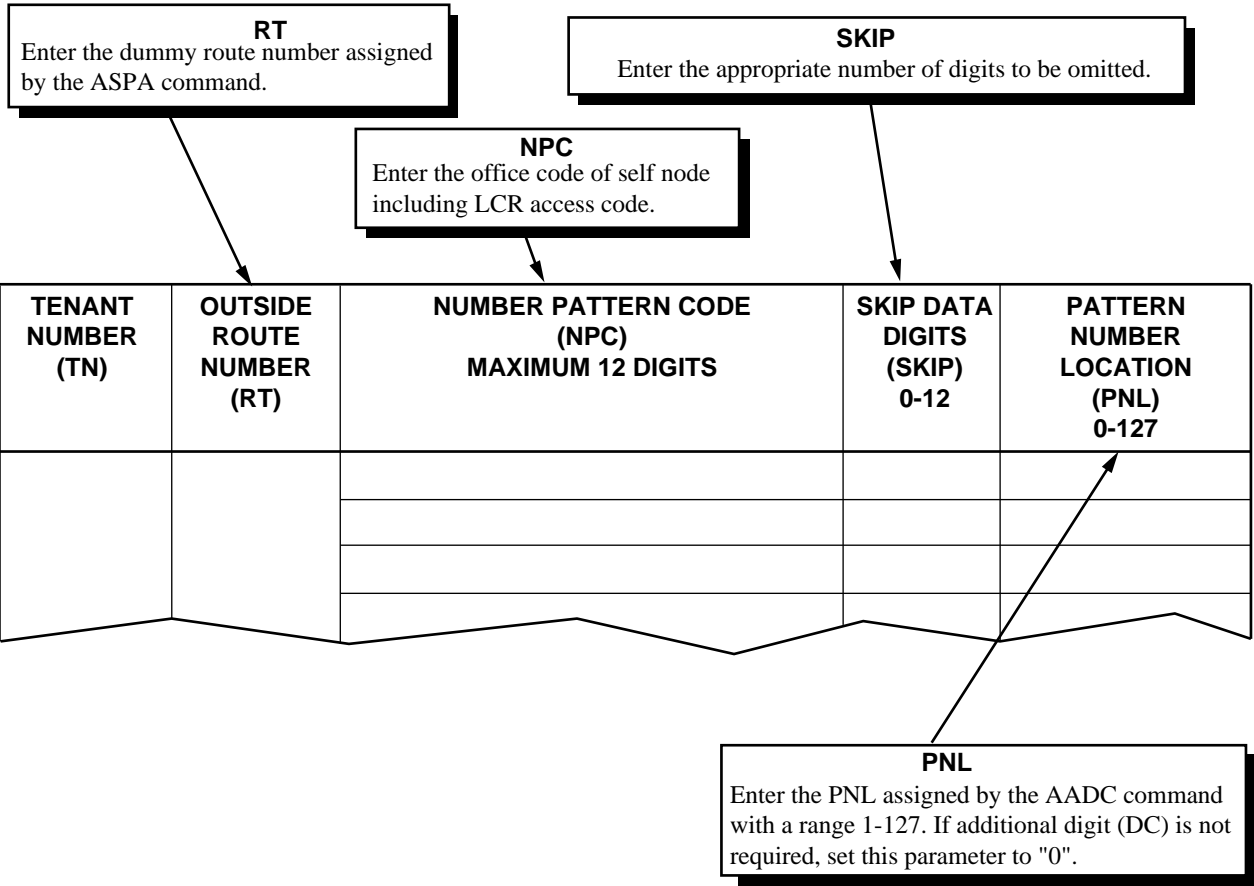 RT
Enter the dummy route number assigned
by the ASPA command.
SKIP
Enter the appropriate number of digits to be omitted.
NPC
Enter the office code of self node
including LCR access code.
TENANT
NUMBER
(TN)
OUTSIDE
ROUTE
NUMBER
(RT)
NUMBER PATTERN CODE
(NPC)
MAXIMUM 12 DIGITS
SKIP DATA
DIGITS
(SKIP)
0-12
PATTERN
NUMBER
LOCATION
(PNL)
0-127
PNL
Enter the PNL assigned by the AADC command
with a range 1-127. If additional digit (DC) is not
required, set this parameter to "0".